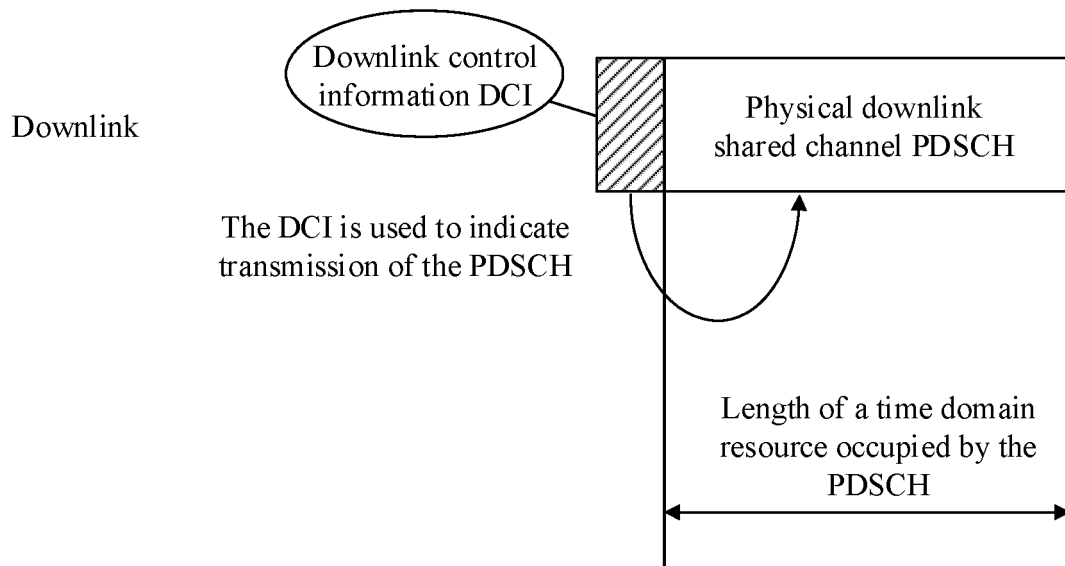 Downlink control
information DCI
Downlink
Physical downlink
shared channel PDSCH
The DCI is used to indicate
transmission of the PDSCH
Length of a time domain
resource occupied by the
PDSCH